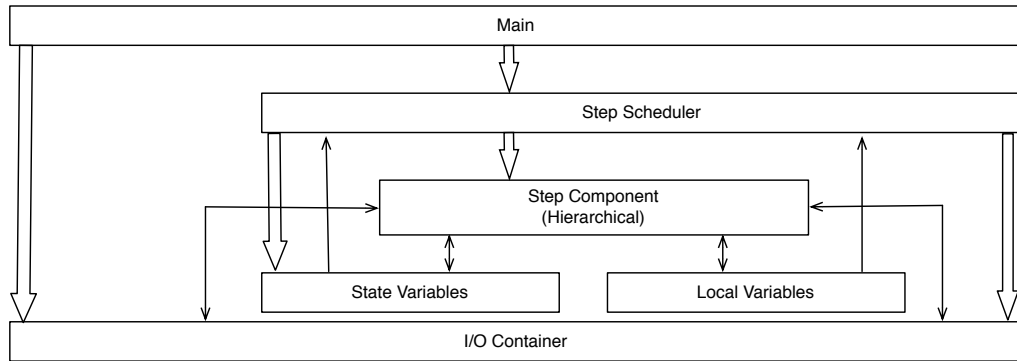 Main
Step Scheduler
Step Component
(Hierarchical)
State Variables
Local Variables
I/O Container